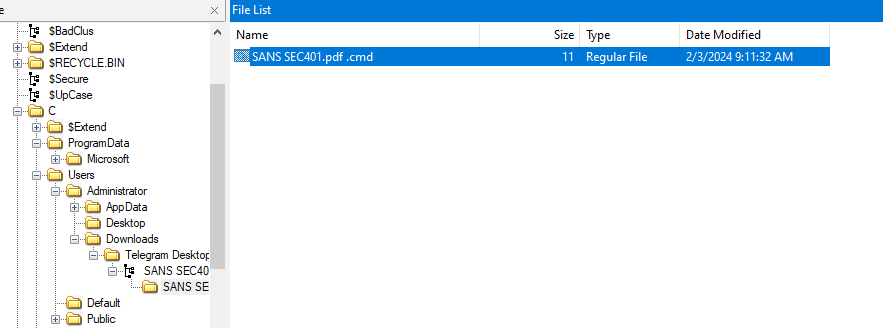 e
$BadClus
$Extend
$RECYCLE.BIN
$Secure
$UpCase
C
$Extend
ProgramData
Microsoft
Users
Administrator
AppData
Desktop
Downloads
Telegram Desktop
SANS SEC40
SANS SE
Default
Public
File List
Name Size Type Date Modified
SANS SEC401.pdf .cmd 11 Regular File 2/3/2024 9:11:32 AM